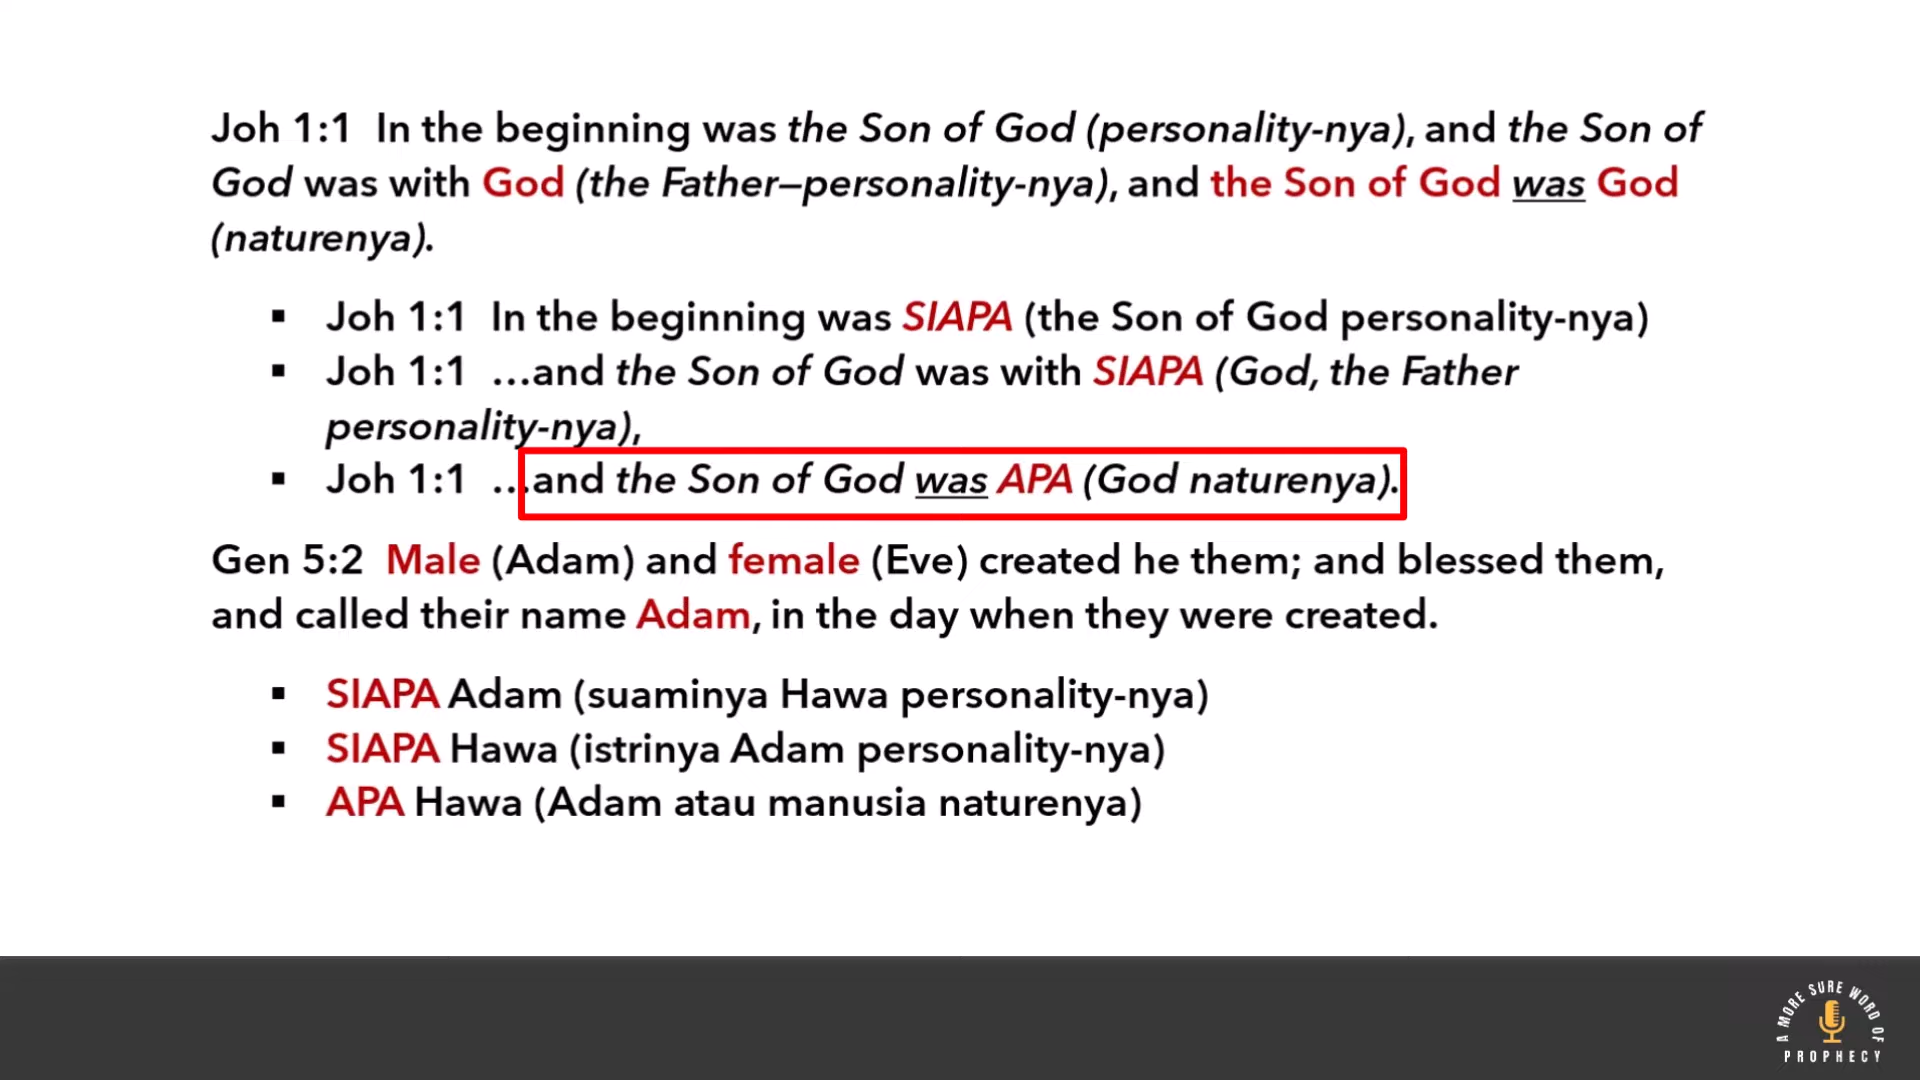 Joh 1:1 In the beginning was the Son of God (personality-nya), and the Son of
God was with God (the Father—personality-nya), and the Son of God was God
(naturenya).
▪ Joh 1:1 In the beginning was SIAPA (the Son of God personality-nya)
▪ Joh 1:1 …and the Son of God was with SIAPA (God, the Father
personality-nya),
▪ Joh 1:1 …and the Son of God was APA (God naturenya).
Gen 5:2 Male (Adam) and female (Eve) created he them; and blessed them,
and called their name Adam, in the day when they were created.
▪ SIAPA Adam (suaminya Hawa personality-nya)
▪ SIAPA Hawa (istrinya Adam personality-nya)
▪ APA Hawa (Adam atau manusia naturenya)
A MORE SURE WORD OF
PROPHECY